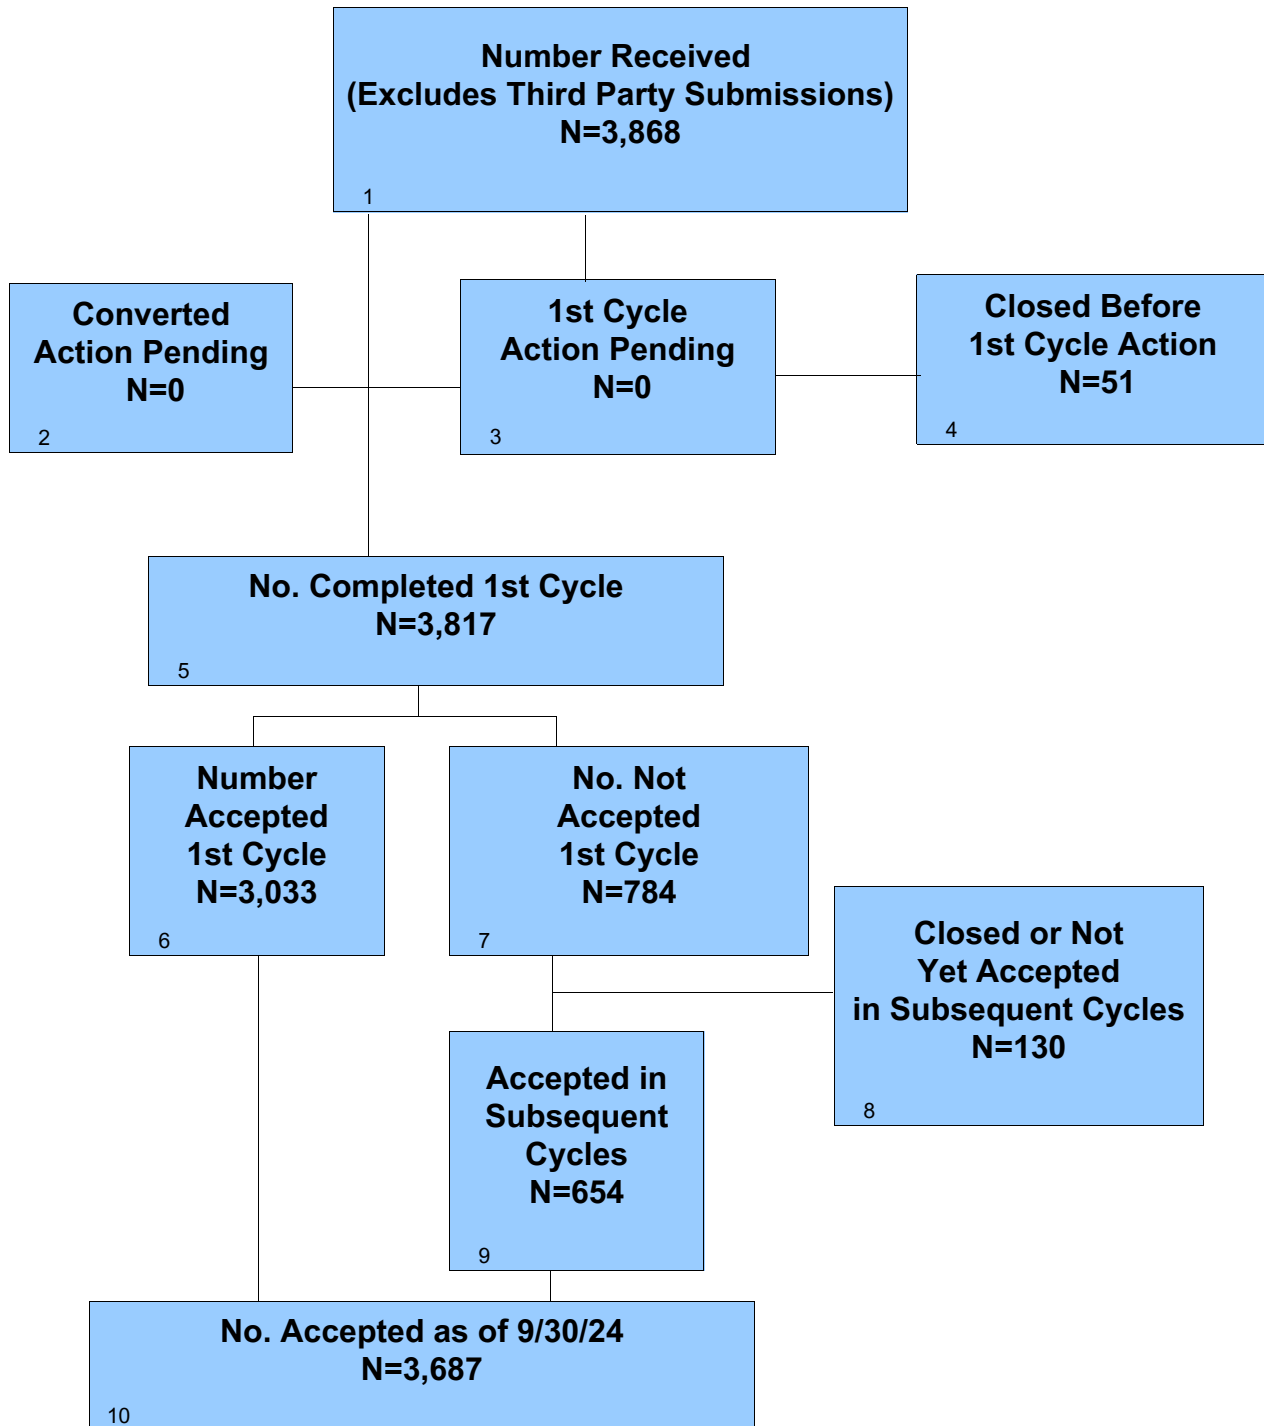 Number Received
(Excludes Third Party Submissions)
N=3,868
1
Converted
Action Pending
N=0
2
1st Cycle
Action Pending
N=0
3
Closed Before
1st Cycle Action
N=51
4
No. Completed 1st Cycle
N=3,817
5
Number
Accepted
1st Cycle
N=3,033
6
No. Not
Accepted
1st Cycle
N=784
7
Closed or Not
Yet Accepted
in Subsequent Cycles
N=130
8
Accepted in
Subsequent
Cycles
N=654
9
No. Accepted as of 9/30/24
N=3,687
10